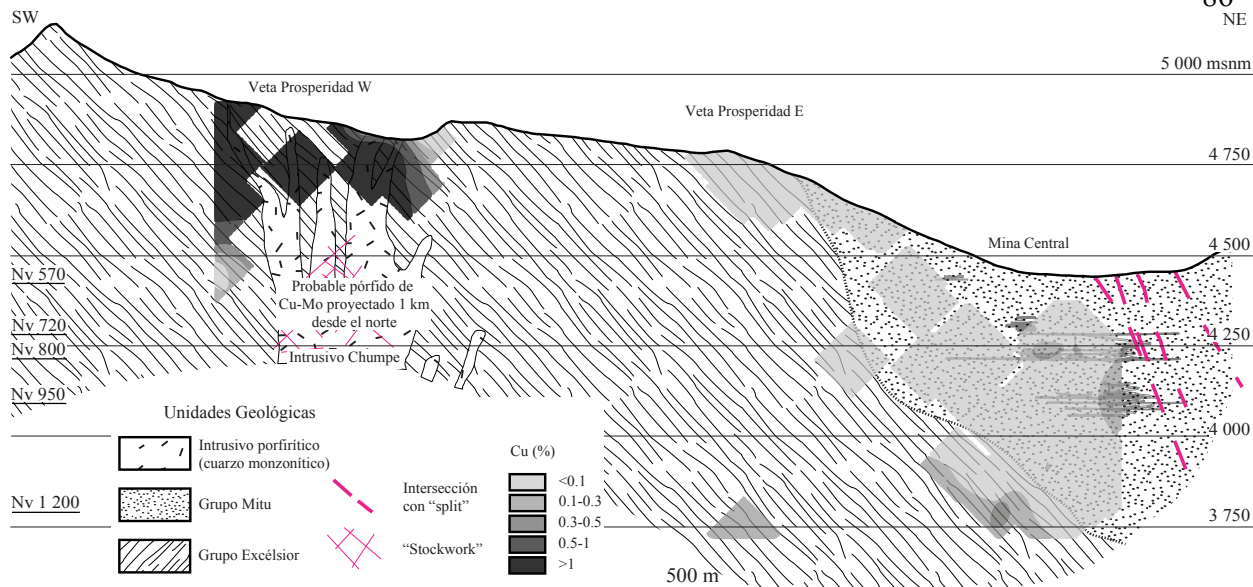 86
SW
NE
5 000 msnm
Veta Prosperidad W
Veta Prosperidad E
4 750
Mina Central
4 500
Nv 570
Probable pórfido de
Cu-Mo proyectado 1 km
desde el norte
Nv 720
4 250
Nv 800
Intrusivo Chumpe
Nv 950
Unidades Geológicas
4 000
Intrusivo porfirítico
(cuarzo monzonítico)
Cu (%)
<0.1
Intersección
con “split”
0.1-0.3
Nv 1 200
Grupo Mitu
0.3-0.5
3 750
0.5-1
“Stockwork”
Grupo Excélsior
>1
500 m